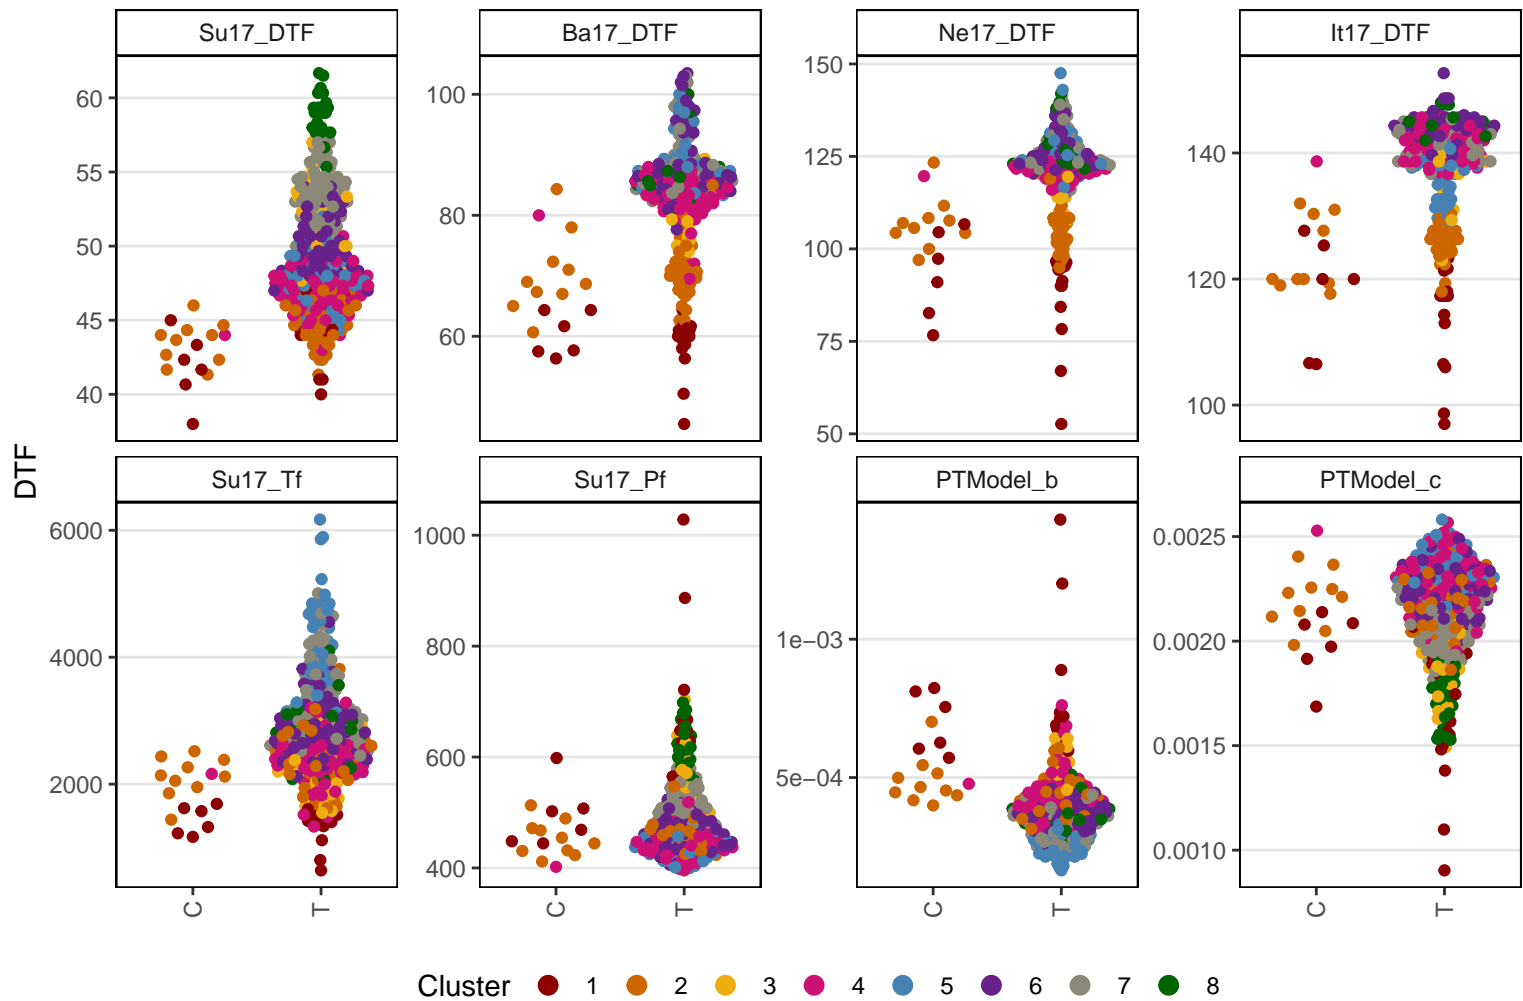 Su17_DTF Ba17_DTF Ne17_DTF It17_DTF
60 55 50 45 40
100 80 60
150 125 100 75 50
140 120 100
DTF
Su17_Tf Su17_Pf PTModel_b PTModel_c
6000 4000 2000
1000 800 600 400
1e−03 5e−04
0.0025 0.0020 0.0015 0.0010
C T C T C T C T
Cluster 1 2 3 4 5 6 7 8